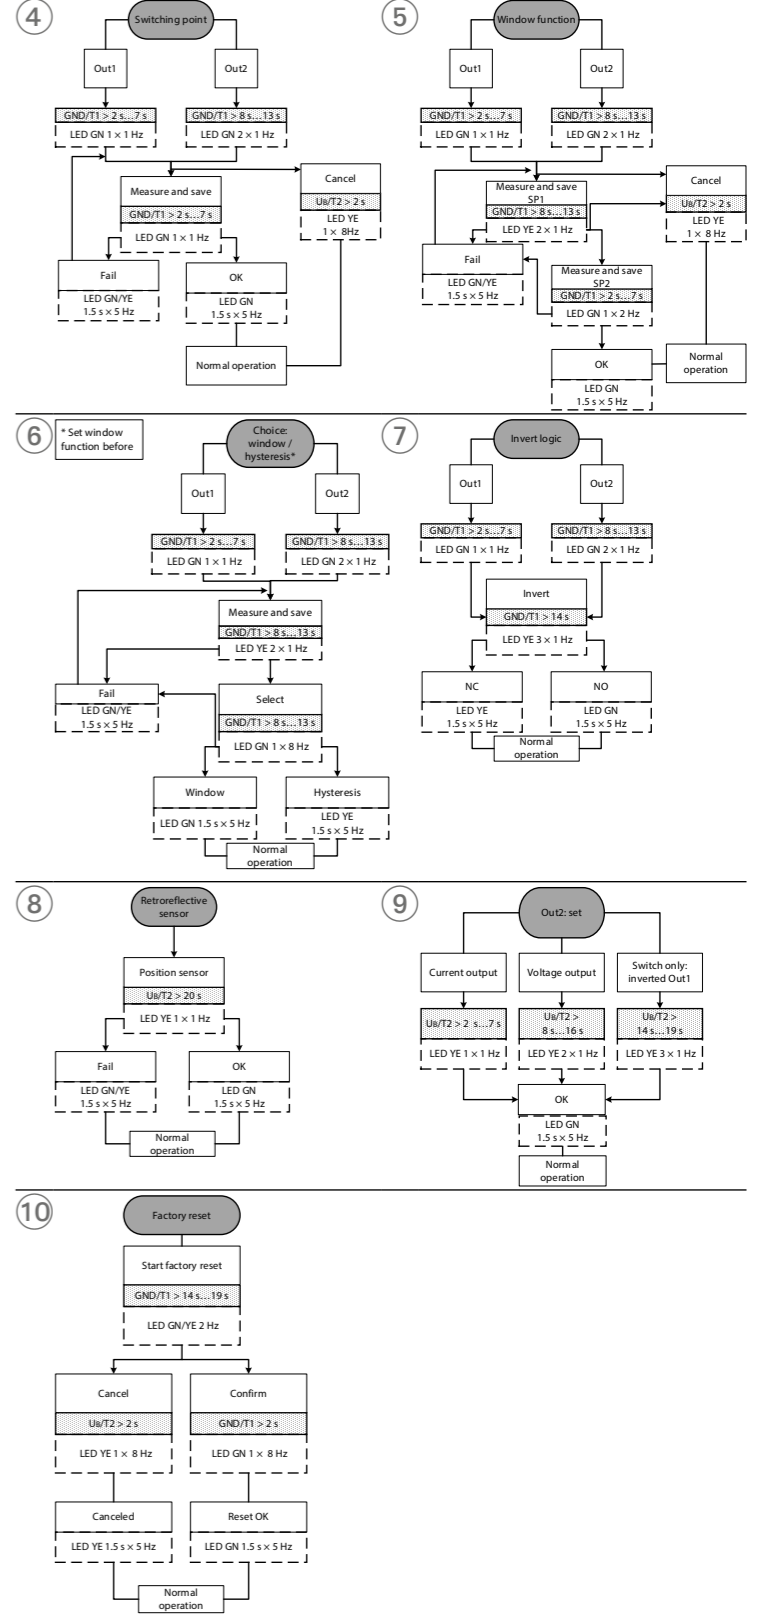 4
Switching point
Out1
Out2
GND/T1 > 2 s…7 s
GND/T1 > 8 s…13 s
LED GN 1 × 1 Hz
LED GN 2 × 1 Hz
Measure and save
GND/T1 > 2 s…7 s
LED GN 1 × 1 Hz
Cancel
UB/T2 > 2 s
LED YE
1 × 8Hz
Fail
LED GN/YE
1.5 s × 5 Hz
OK
LED GN
1.5 s × 5 Hz
Normal operation
5
Window function
Out1
Out2
GND/T1 > 2 s…7 s
GND/T1 > 8 s…13 s
LED GN 1 × 1 Hz
LED GN 2 × 1 Hz
Measure and save
SP1
GND/T1 > 8 s…13 s
LED YE 2 × 1 Hz
Cancel
UB/T2 > 2 s
LED YE
1 × 8 Hz
Fail
LED GN/YE
1.5 s × 5 Hz
Measure and save
SP2
GND/T1 > 2 s…7 s
LED GN 1 × 2 Hz
OK
LED GN
1.5 s × 5 Hz
Normal
operation
6
* Set window
function before
Choice:
window /
hysteresis*
Out1
Out2
GND/T1 > 2 s…7 s
GND/T1 > 8 s…13 s
LED GN 1 × 1 Hz
LED GN 2 × 1 Hz
Measure and save
GND/T1 > 8 s…13 s
LED YE 2 × 1 Hz
Fail
LED GN/YE
1.5 s × 5 Hz
Select
GND/T1 > 8 s…13 s
LED GN 1 × 8 Hz
Window
LED GN 1.5 s × 5 Hz
Hysteresis
LED YE
1.5 s × 5 Hz
Normal
operation
7
Invert logic
Out1
Out2
GND/T1 > 2 s…7 s
GND/T1 > 8 s…13 s
LED GN 1 × 1 Hz
LED GN 2 × 1 Hz
Invert
GND/T1 > 14 s
LED YE 3 × 1 Hz
NC
LED YE
1.5 s × 5 Hz
NO
LED GN
1.5 s × 5 Hz
Normal
operation
8
Retroreflective
sensor
Position sensor
UB/T2 > 20 s
LED YE 1 × 1 Hz
Fail
LED GN/YE
1.5 s × 5 Hz
OK
LED GN
1.5 s × 5 Hz
Normal
operation
9
Out2: set
Current output
UB/T2 > 2 s…7 s
LED YE 1 × 1 Hz
Voltage output
UB/T2 >
8 s…16 s
LED YE 2 × 1 Hz
Switch only:
inverted Out1
UB/T2 >
14 s…19 s
LED YE 3 × 1 Hz
OK
LED GN
1.5 s × 5 Hz
Normal
operation
10
Factory reset
Start factory reset
GND/T1 > 14 s…19 s
LED GN/YE 2 Hz
Cancel
UB/T2 > 2 s
LED YE 1 × 8 Hz
Confirm
GND/T1 > 2 s
LED GN 1 × 8 Hz
Canceled
LED YE 1.5 s × 5 Hz
Reset OK
LED GN 1.5 s × 5 Hz
Normal
operation